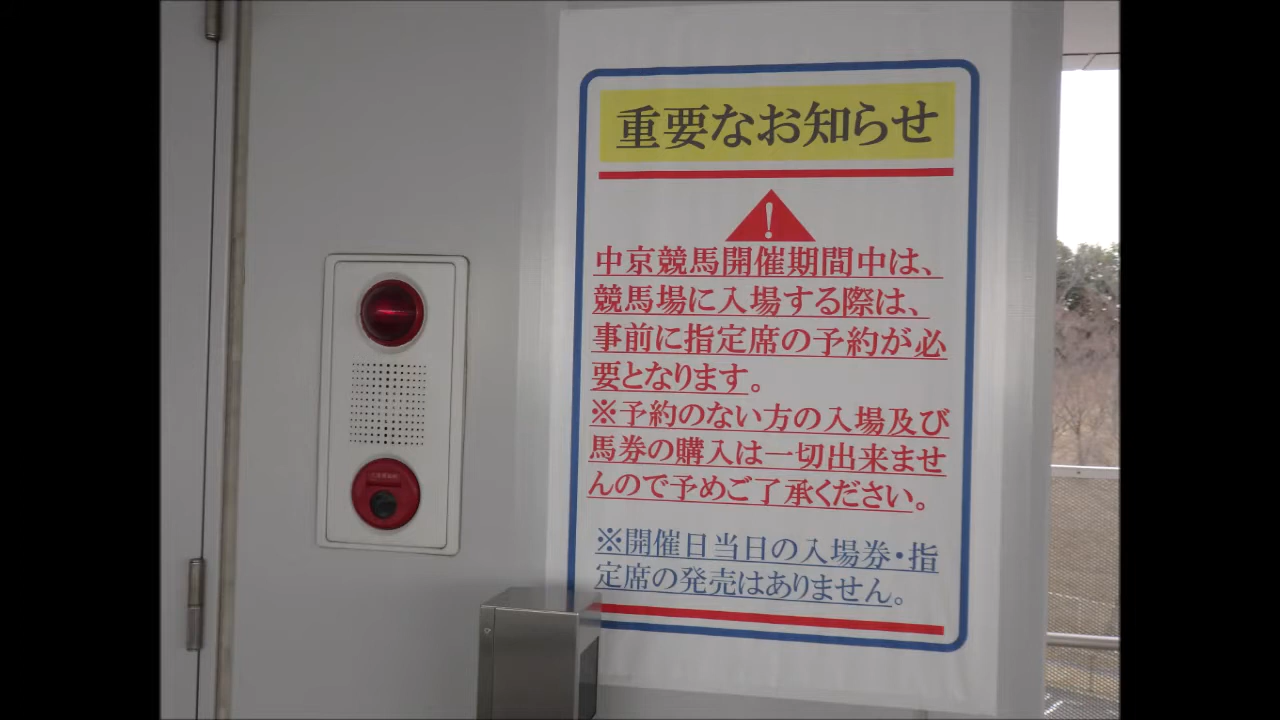 重要なお知らせ
中京競馬開催期間中は、
競馬場に入場する際は、
事前に指定席の予約が必
要となります。
※予約のない方の入場及び
馬券の購入は一切出来ませ
んので予めご了承ください。
※開催日当日の入場券・指
定席の発売はありません。